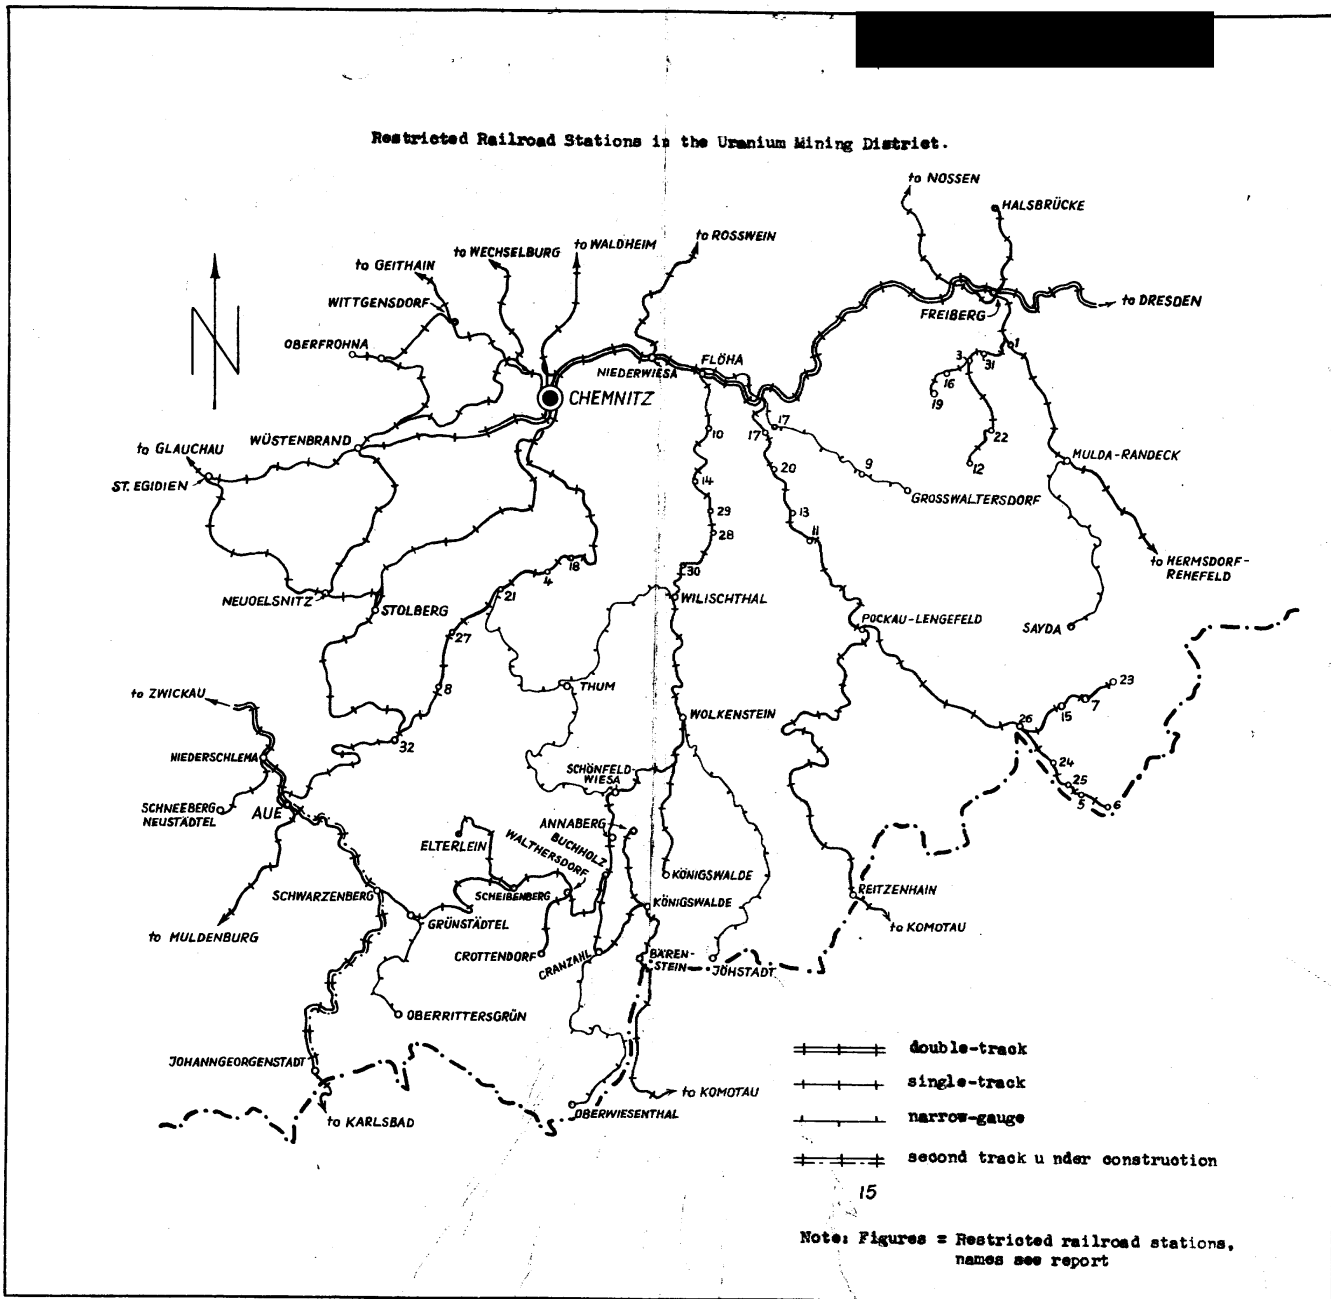 Restricted Railroad Stations in the Uranium Mining District.
to NOSSEN
HALSBRÜCKE
to ROSSWEIN
to WALDHEIM
to WECHSELBURG
to GEITHAIN
WITTGENSDORF
OBERFROHNA
to DRESDEN
FREIBERG
1
31
3
16
19
22
12
FLÖHA
NIEDERWIESA
CHEMNITZ
WÜSTENBRAND
to GLAUCHAU
ST. EGIDIEN
10
17
17
20
9
GROSSWALTERSDORF
MULDA-RANDECK
14
29
28
13
11
30
to HERMSDORF-
REHEFELD
18
4
21
NEUOELSNITZ
STOLBERG
WILISCHTHAL
POCKAU-LENGEFELD
SAYDA
27
8
THUM
23
7
15
26
to ZWICKAU
WOLKENSTEIN
32
NIEDERSCHLEMA
SCHÖNFELD-
WIESA
24
25
5
6
SCHNEEBERG
NEUSTÄDTEL
AUE
ANNABERG
BUCHHOLZ
WALTHERSDORF
ELTERLEIN
SCHEIBENBERG
KÖNIGSWALDE
SCHWARZENBERG
REITZENHAIN
KÖNIGSWALDE
GRÜNSTÄDTEL
to KOMOTAU
to MULDENBURG
CROTTENDORF
CRANZAHL
BÄREN-
STEIN
JÖHSTADT
OBERRITTERSGRÜN
JOHANNGEORGENSTADT
to KOMOTAU
OBERWIESENTHAL
to KARLSBAD
double-track
single-track
narrow-gauge
second track u nder construction
15
Note: Figures = Restricted railroad stations,
names see report